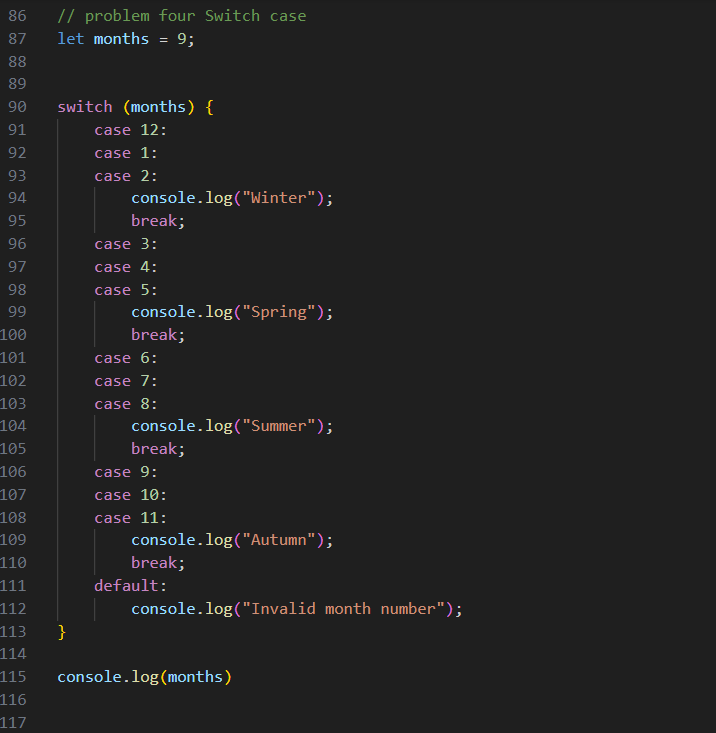 86 // problem four Switch case
87 let months = 9;
88
89
90 switch (months) {
91     case 12:
92     case 1:
93     case 2:
94         console.log("Winter");
95         break;
96     case 3:
97     case 4:
98     case 5:
99         console.log("Spring");
100         break;
101     case 6:
102     case 7:
103     case 8:
104         console.log("Summer");
105         break;
106     case 9:
107     case 10:
108     case 11:
109         console.log("Autumn");
110         break;
111     default:
112         console.log("Invalid month number");
113 }
114
115 console.log(months)
116
117